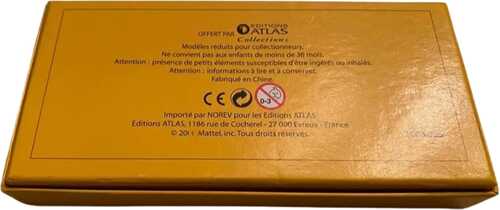 OFFERT PAR EDITIONS ATLAS
Collections
Modèles réduits pour collectionneurs.
Ne convient pas aux enfants de moins de 36 mois.
Attention : présence de petits éléments susceptibles d'être ingérés ou inhalés.
Attention : informations à lire et à conserver.
Fabriqué en Chine.
CE 0-3
Importé par NOREV pour les Editions ATLAS
Editions ATLAS, 1186 rue de Cocherel - 27 000 Evreux - France
Mattel, Inc. Tous droits réservés.